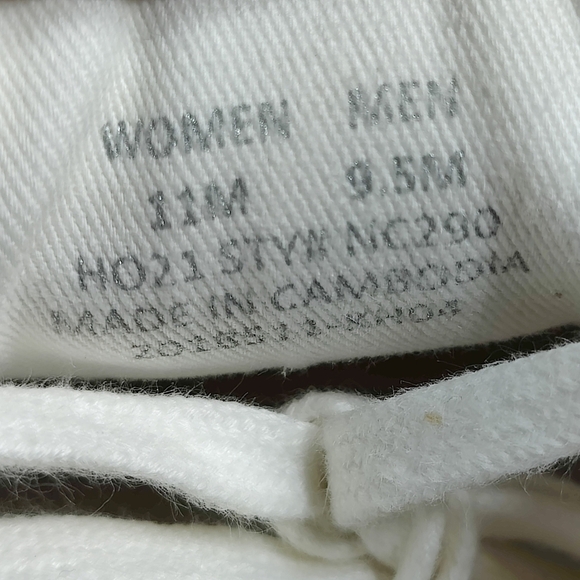 WOMEN MEN
11M 9.5M
HO21 STY# NC290
MADE IN CAMBODIA